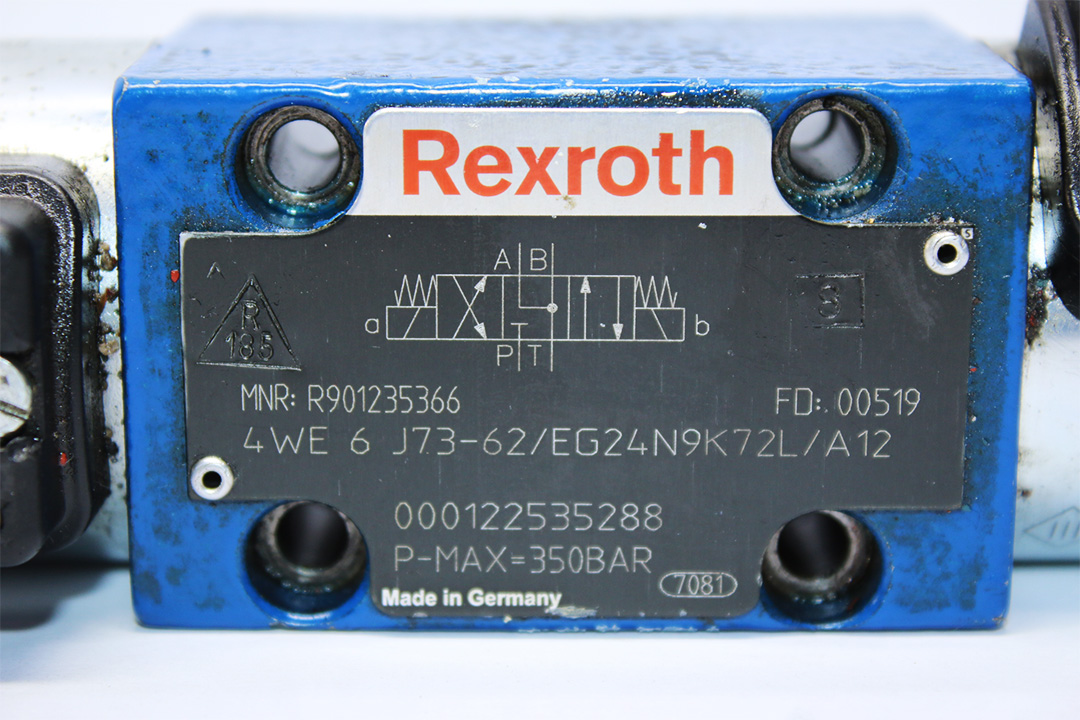 Rexroth
A B
a b
P T
T
R
185
S
MNR: R901235366 FD: 00519
4WE 6 J73-62/EG24N9K72L/A12
000122535288
P-MAX=350BAR
7081
Made in Germany